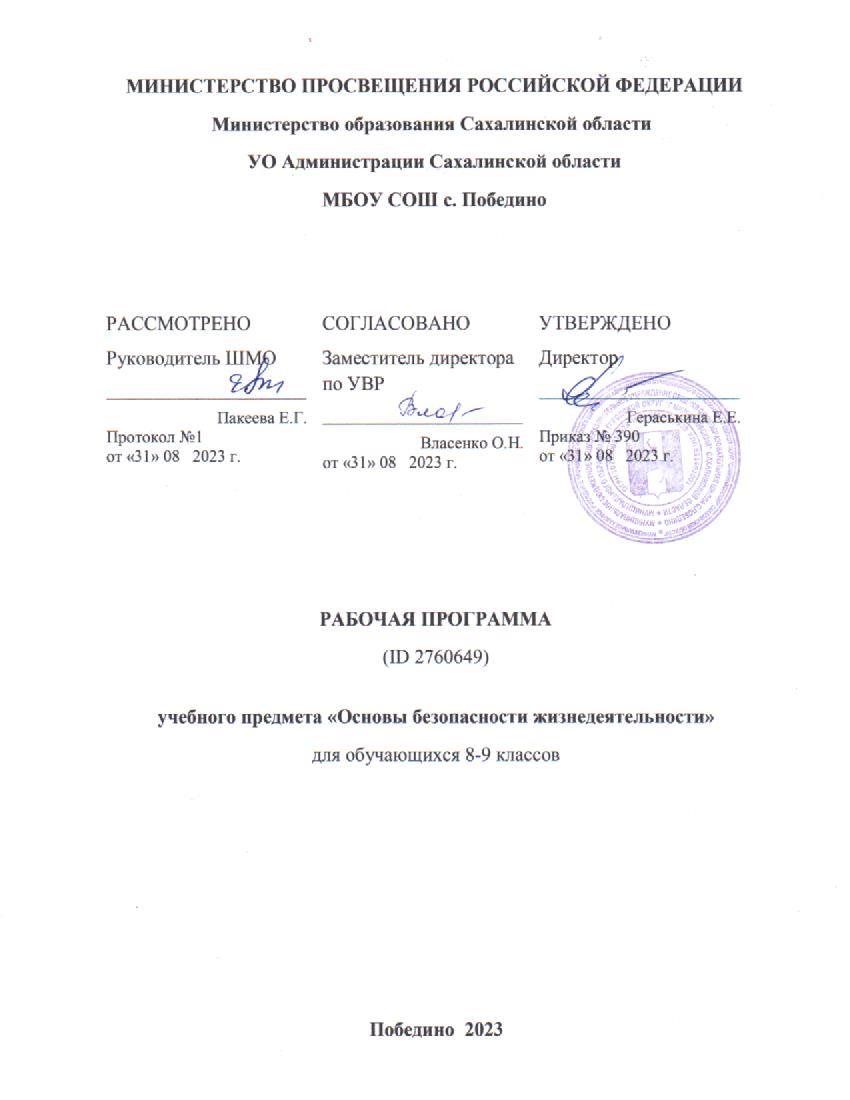 МИНИСТЕРСТВО ПРОСВЕЩЕНИЯ РОССИЙСКОЙ ФЕДЕРАЦИИ
Министерство образования Сахалинской области
УО Администрации Сахалинской области
МБОУ СОШ с. Победино
РАССМОТРЕНО
Руководитель ШМО
Пакеева Е.Г.
Протокол №1
от «31» 08 2023 г.
СОГЛАСОВАНО
Заместитель директора
по УВР
Влас
Власенко О.Н.
от «31» 08 2023 г.
УТВЕРЖДЕНО
Директор
Гераськина Е.Е.
Приказ № 390
от «31» 08 2023 г.
РАБОЧАЯ ПРОГРАММА
(ID 2760649)
учебного предмета «Основы безопасности жизнедеятельности»
для обучающихся 8-9 классов
Победино 2023